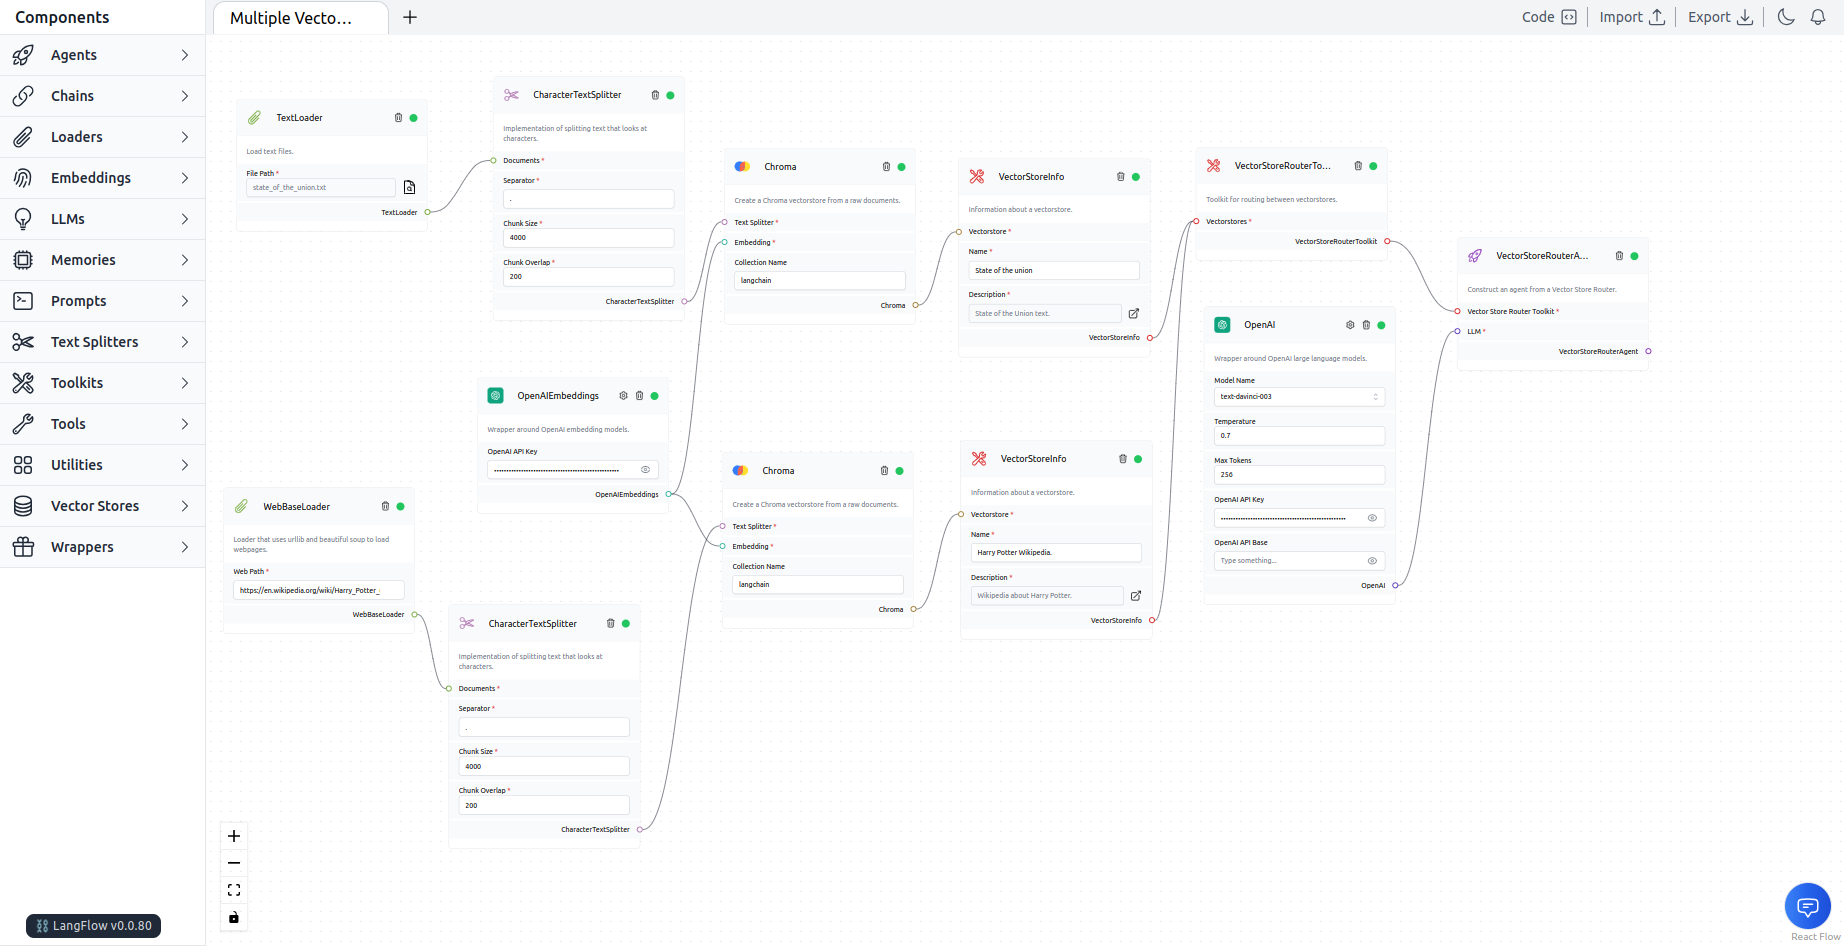 Components
Multiple Vecto...
Code
Import
Export
Agents
Chains
Loaders
Embeddings
LLMs
Memories
Prompts
Text Splitters
Toolkits
Tools
Utilities
Vector Stores
Wrappers
LangFlow v0.0.80
TextLoader
Load text files.
File Path *
state_of_the_union.txt
TextLoader
CharacterTextSplitter
Implementation of splitting text that looks at
characters.
Documents *
Separator *
.
Chunk Size *
4000
Chunk Overlap *
200
CharacterTextSplitter
Chroma
Create a Chroma vectorstore from a raw documents.
Text Splitter *
Embedding *
Collection Name
langchain
Chroma
VectorStoreInfo
Information about a vectorstore.
Vectorstore *
Name *
State of the union
Description *
State of the Union text.
VectorStoreInfo
VectorStoreRouterTo...
Toolkit for routing between vectorstores.
Vectorstores *
VectorStoreRouterToolkit
VectorStoreRouterA...
Construct an agent from a Vector Store Router.
Vector Store Router Toolkit *
LLM *
VectorStoreRouterAgent
OpenAI
Wrapper around OpenAI large language models.
Model Name
text-davinci-003
Temperature
0.7
Max Tokens
256
OpenAI API Key
OpenAI API Base
Type something...
OpenAI
OpenAIEmbeddings
Wrapper around OpenAI embedding models.
OpenAI API Key
OpenAIEmbeddings
Chroma
Create a Chroma vectorstore from a raw documents.
Text Splitter *
Embedding *
Collection Name
langchain
Chroma
VectorStoreInfo
Information about a vectorstore.
Vectorstore *
Name *
Harry Potter Wikipedia.
Description *
Wikipedia about Harry Potter.
VectorStoreInfo
WebBaseLoader
Loader that uses urllib and beautiful soup to load
webpages.
Web Path *
https://en.wikipedia.org/wiki/Harry_Potter_
WebBaseLoader
CharacterTextSplitter
Implementation of splitting text that looks at
characters.
Documents *
Separator *
.
Chunk Size *
4000
Chunk Overlap *
200
CharacterTextSplitter
React Flow